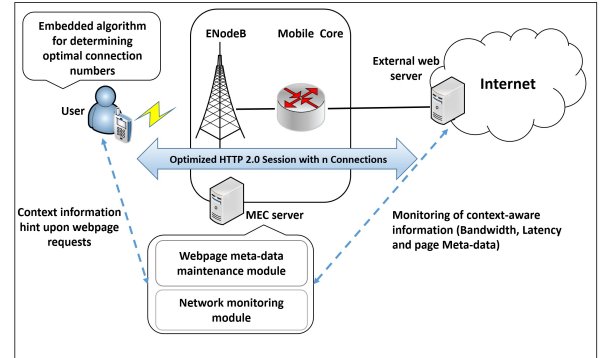 Embedded algorithm
for determining
optimal connection
numbers
User
ENodeB
Mobile Core
External web
server
Internet
Optimized HTTP 2.0 Session with n Connections
MEC server
Context information
hint upon webpage
requests
Webpage meta-data
maintenance module
Network monitoring
module
Monitoring of context-aware
information (Bandwidth, Latency
and page Meta-data)